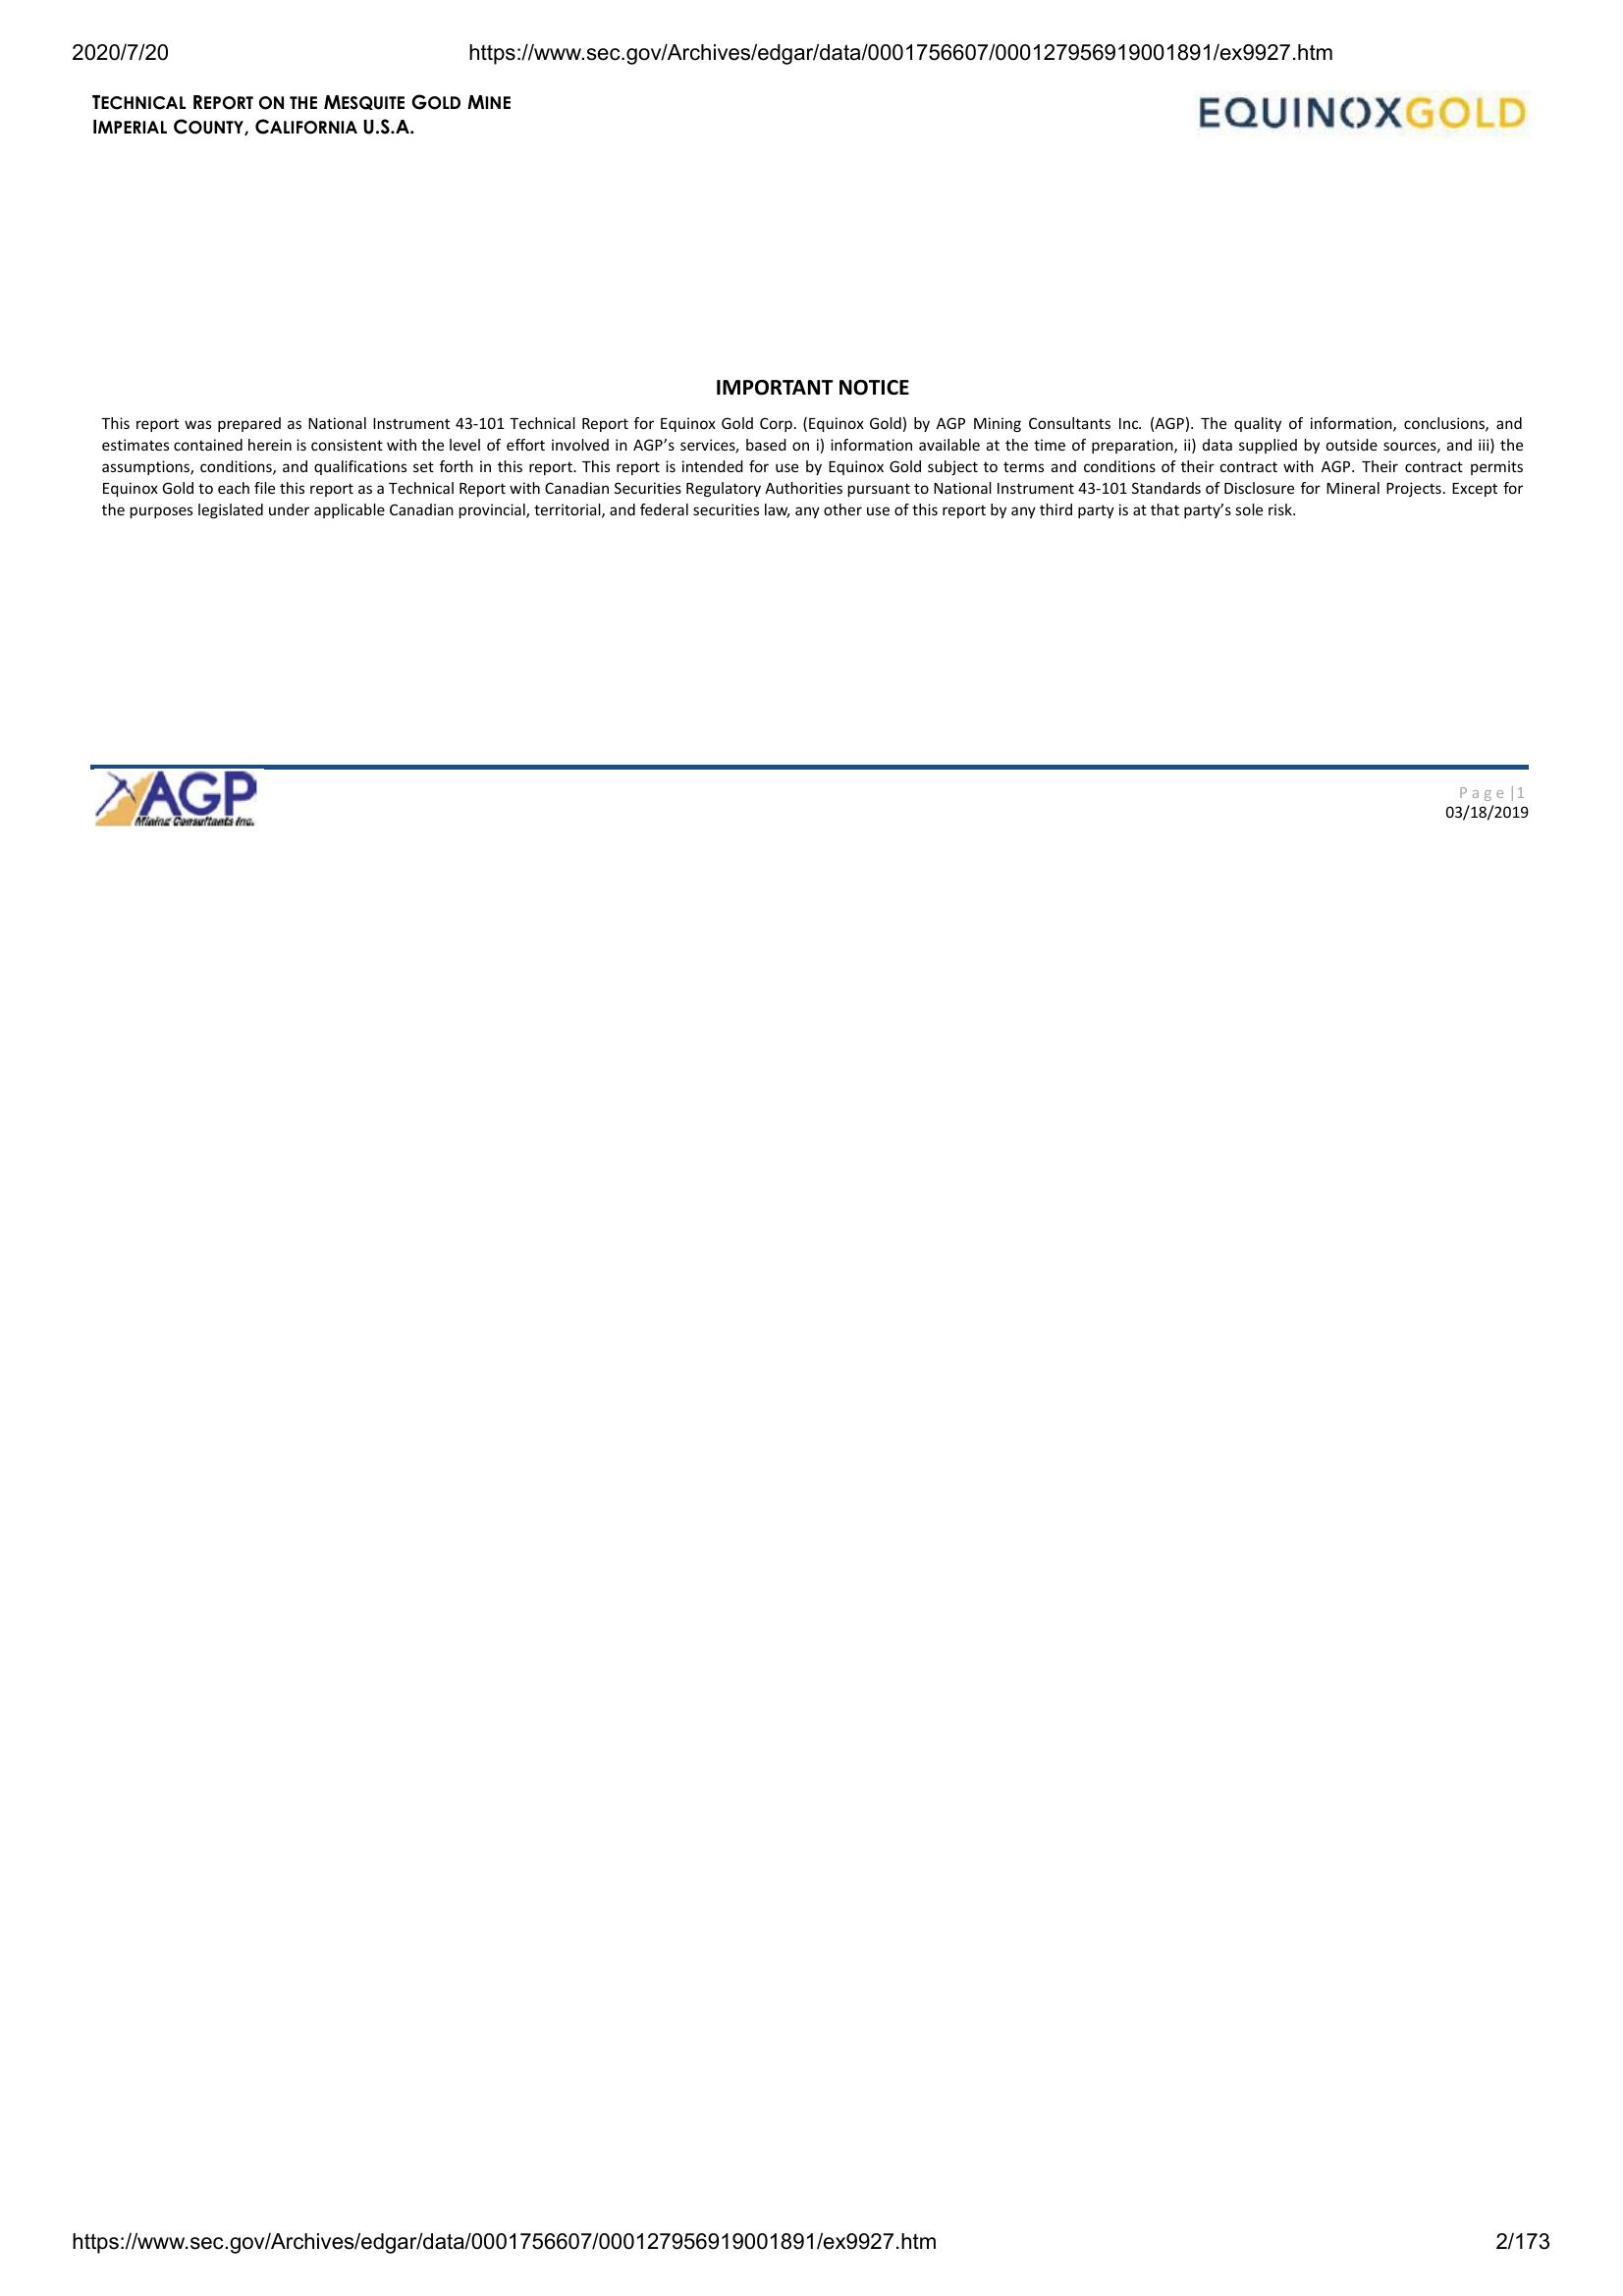 2020/7/20 https://www.sec.gov/Archives/edgar/data/0001756607/000127956919001891/ex9927.htm
TECHNICAL REPORT ON THE MESQUITE GOLD MINE
IMPERIAL COUNTY, CALIFORNIA U.S.A.
EQUINOXGOLD
IMPORTANT NOTICE
This report was prepared as National Instrument 43-101 Technical Report for Equinox Gold Corp. (Equinox Gold) by AGP Mining Consultants Inc. (AGP). The quality of information, conclusions, and
estimates contained herein is consistent with the level of effort involved in AGP’s services, based on i) information available at the time of preparation, ii) data supplied by outside sources, and iii) the
assumptions, conditions, and qualifications set forth in this report. This report is intended for use by Equinox Gold subject to terms and conditions of their contract with AGP. Their contract permits
Equinox Gold to each file this report as a Technical Report with Canadian Securities Regulatory Authorities pursuant to National Instrument 43-101 Standards of Disclosure for Mineral Projects. Except for
the purposes legislated under applicable Canadian provincial, territorial, and federal securities law, any other use of this report by any third party is at that party’s sole risk.
AGP
Mining Consultants Inc.
Page|1
03/18/2019
https://www.sec.gov/Archives/edgar/data/0001756607/000127956919001891/ex9927.htm 2/173